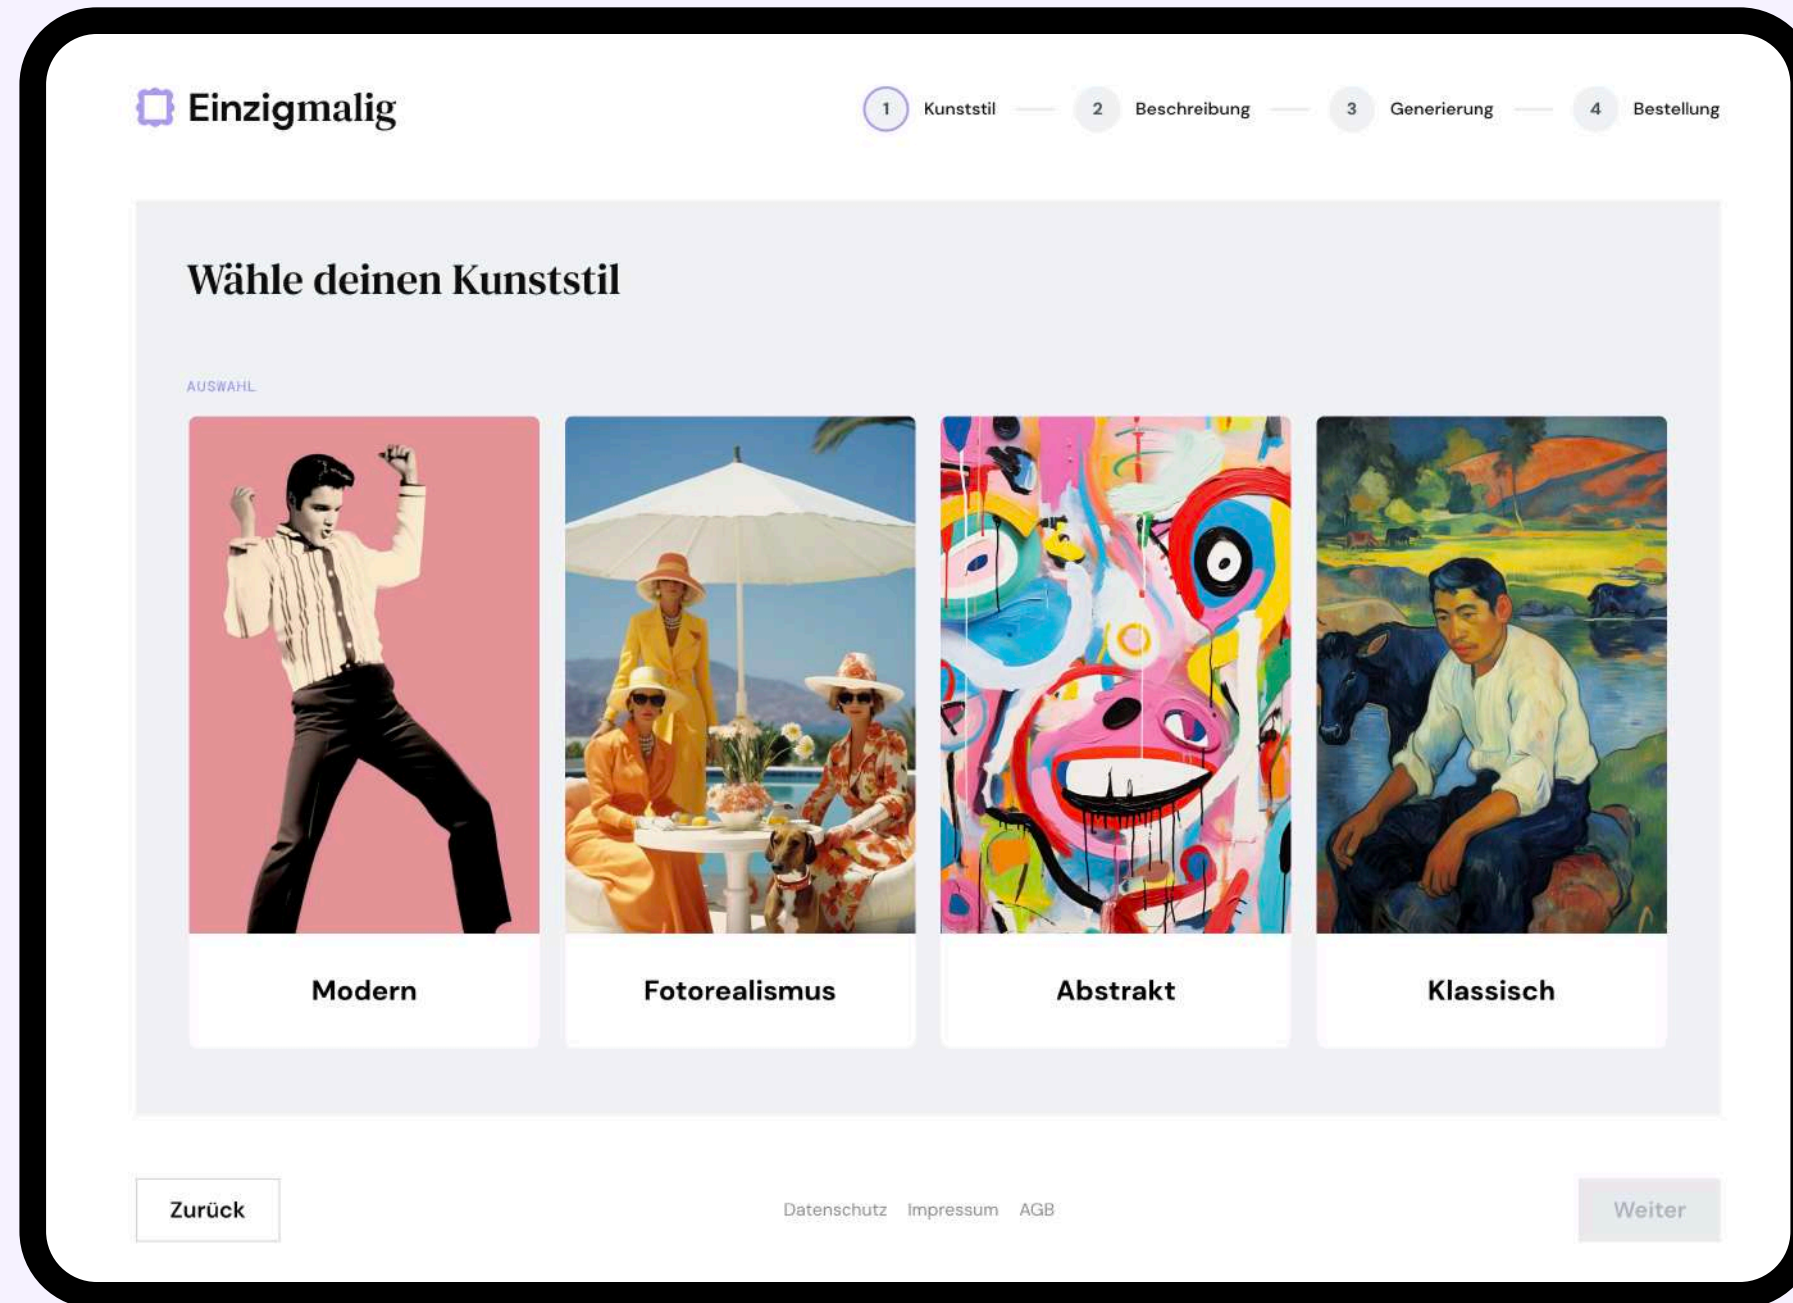 Einzigmalig
1 Kunststil 2 Beschreibung 3 Generierung 4 Bestellung
Wähle deinen Kunststil
AUSWAHL
Modern
Fotorealismus
Abstrakt
Klassisch
Zurück
Datenschutz Impressum AGB
Weiter